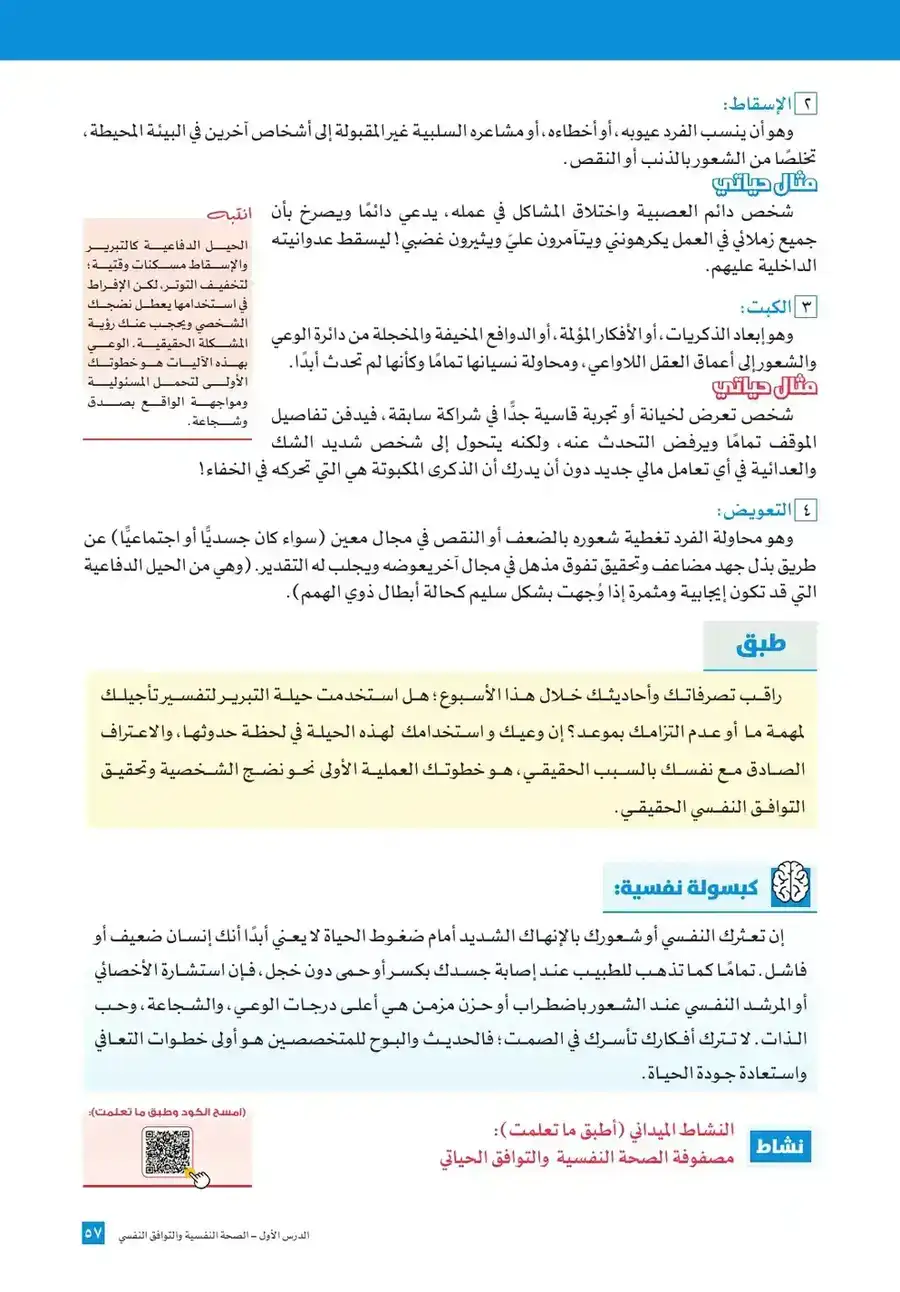 ٢ الإسقاط:
وهو أن ينسب الفرد عيوبه، أو أخطاءه، أو مشاعره السلبية غير المقبولة إلى أشخاص آخرين في البيئة المحيطة،
تخلصًا من الشعور بالذنب أو النقص.
مثال حياتي
شخص دائم العصبية واختلاق المشاكل في عمله، يدعي دائمًا ويصرخ بأن
جميع زملائي في العمل يكرهونني ويتآمرون عليّ ويثيرون غضبي! ليسقط عدوانيته
الداخلية عليهم.
انتبه
الحيل الدفاعية كالتبرير
والإسقاط مسكنات وقتية؛
لتخفيف التوتر، لكن الإفراط
في استخدامها يعطل نضجك
الشخصي ويحجب عنك رؤية
المشكلة الحقيقية. الوعي
بهذه الآليات هو خطوتك
الأولى لتحمل المسئولية
ومواجهة الواقع بصدق
وشجاعة.
٣ الكبت:
وهو إبعاد الذكريات، أو الأفكار المؤلمة، أو الدوافع المخيفة والمخجلة من دائرة الوعي
والشعور إلى أعماق العقل اللاواعي، ومحاولة نسيانها تمامًا وكأنها لم تحدث أبدًا.
مثال حياتي
شخص تعرض لخيانة أو تجربة قاسية جدًّا في شراكة سابقة، فيدفن تفاصيل
الموقف تمامًا ويرفض التحدث عنه، ولكنه يتحول إلى شخص شديد الشك
والعدائية في أي تعامل مالي جديد دون أن يدرك أن الذكرى المكبوتة هي التي تحركه في الخفاء!
٤ التعويض:
وهو محاولة الفرد تغطية شعوره بالضعف أو النقص في مجال معين (سواء كان جسديًّا أو اجتماعيًّا) عن
طريق بذل جهد مضاعف وتحقيق تفوق مذهل في مجال آخر يعوضه ويجلب له التقدير. (وهي من الحيل الدفاعية
التي قد تكون إيجابية ومثمرة إذا وُجهت بشكل سليم كحالة أبطال ذوي الهمم).
طبق
راقب تصرفاتك وأحاديثك خلال هذا الأسبوع؛ هل استخدمت حيلة التبرير لتفسير تأجيلك
لمهمة ما أو عدم التزامك بموعد؟ إن وعيك و استخدامك لهذه الحيلة في لحظة حدوثها، والاعتراف
الصادق مع نفسك بالسبب الحقيقي، هو خطوتك العملية الأولى نحو نضج الشخصية وتحقيق
التوافق النفسي الحقيقي.
كبسولة نفسية:
إن تعثرك النفسي أو شعورك بالإنهاك الشديد أمام ضغوط الحياة لا يعني أبدًا أنك إنسان ضعيف أو
فاشل. تمامًا كما تذهب للطبيب عند إصابة جسدك بكسر أو حمى دون خجل، فإن استشارة الأخصائي
أو المرشد النفسي عند الشعور باضطراب أو حزن مزمن هي أعلى درجات الوعي، والشجاعة، وحب
الذات. لا تترك أفكارك تأسرك في الصمت؛ فالحديث والبوح للمتخصصين هو أولى خطوات التعافي
واستعادة جودة الحياة.
نشاط
النشاط الميداني (أطبق ما تعلمت):
مصفوفة الصحة النفسية والتوافق الحياتي
(امسح الكود وطبق ما تعلمت):
الدرس الأول – الصحة النفسية والتوافق النفسي
٥٧